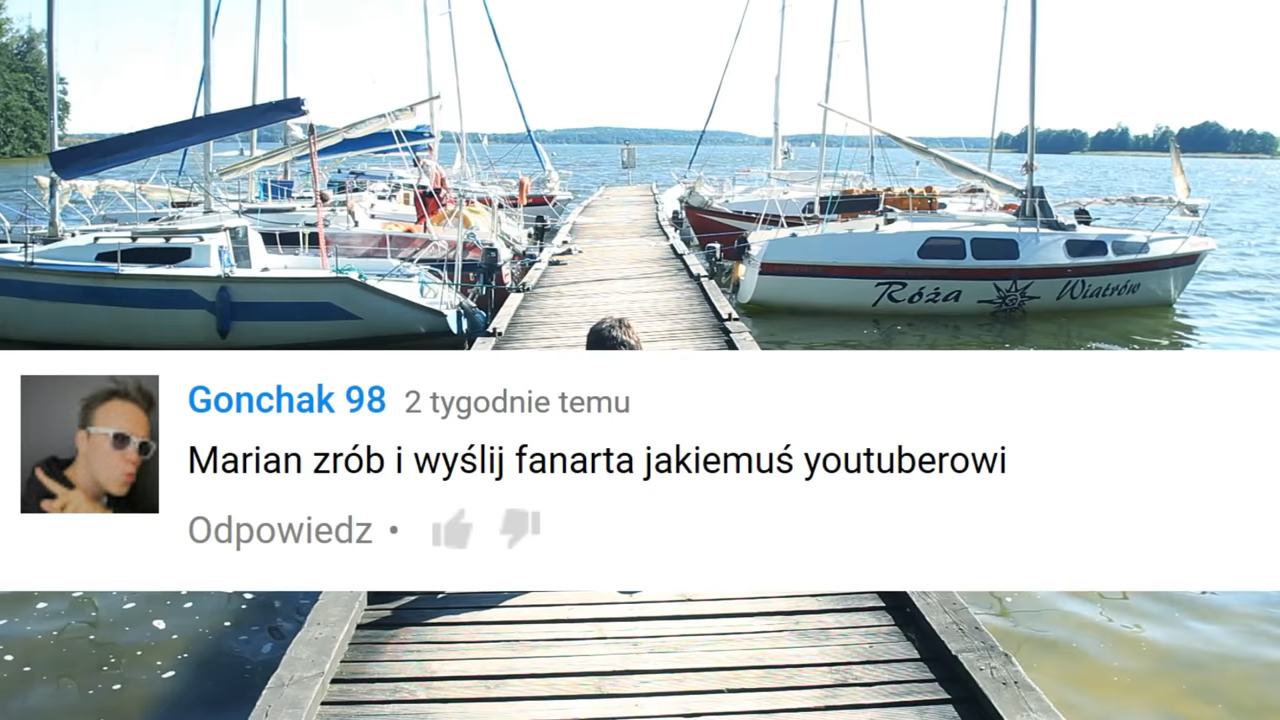 Róża Wiatrów
Gonchak 98 2 tygodnie temu
Marian zrób i wyślij fanarta jakiemuś youtuberowi
Odpowiedz •